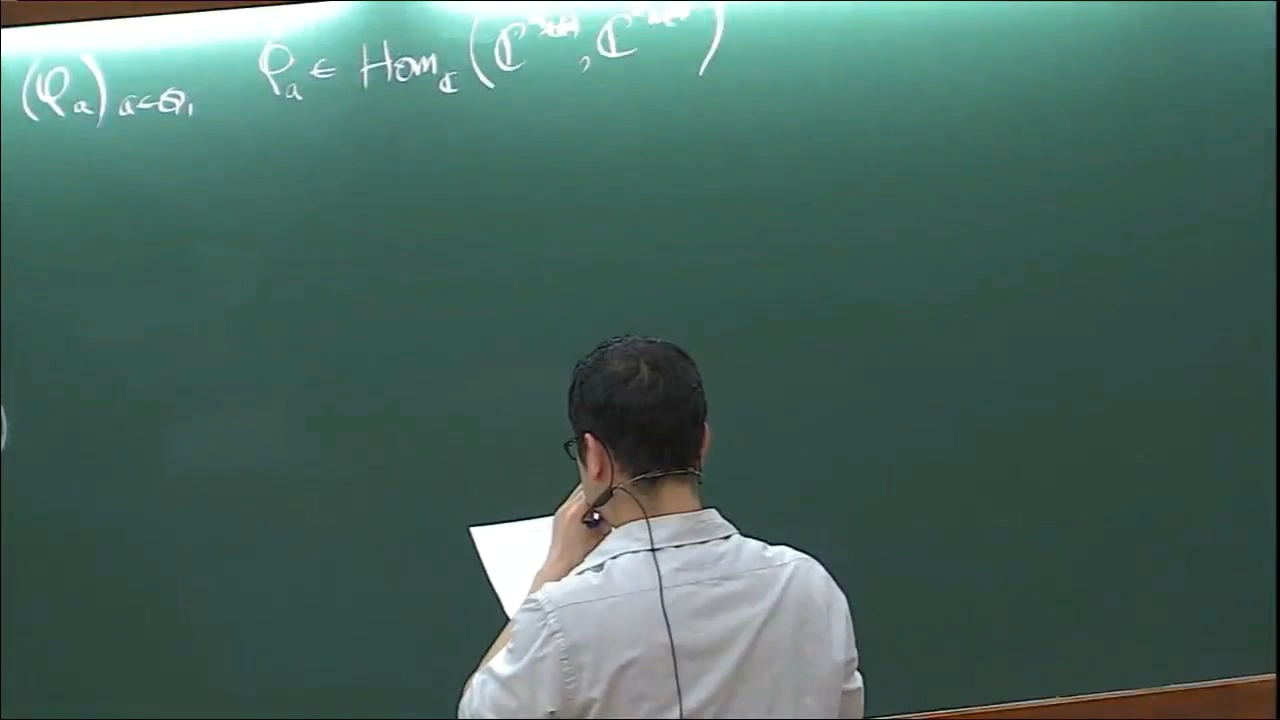 (φ_a)_{a∈Q_1} φ_a ∈ Hom_ℂ (ℂ , ℂ )